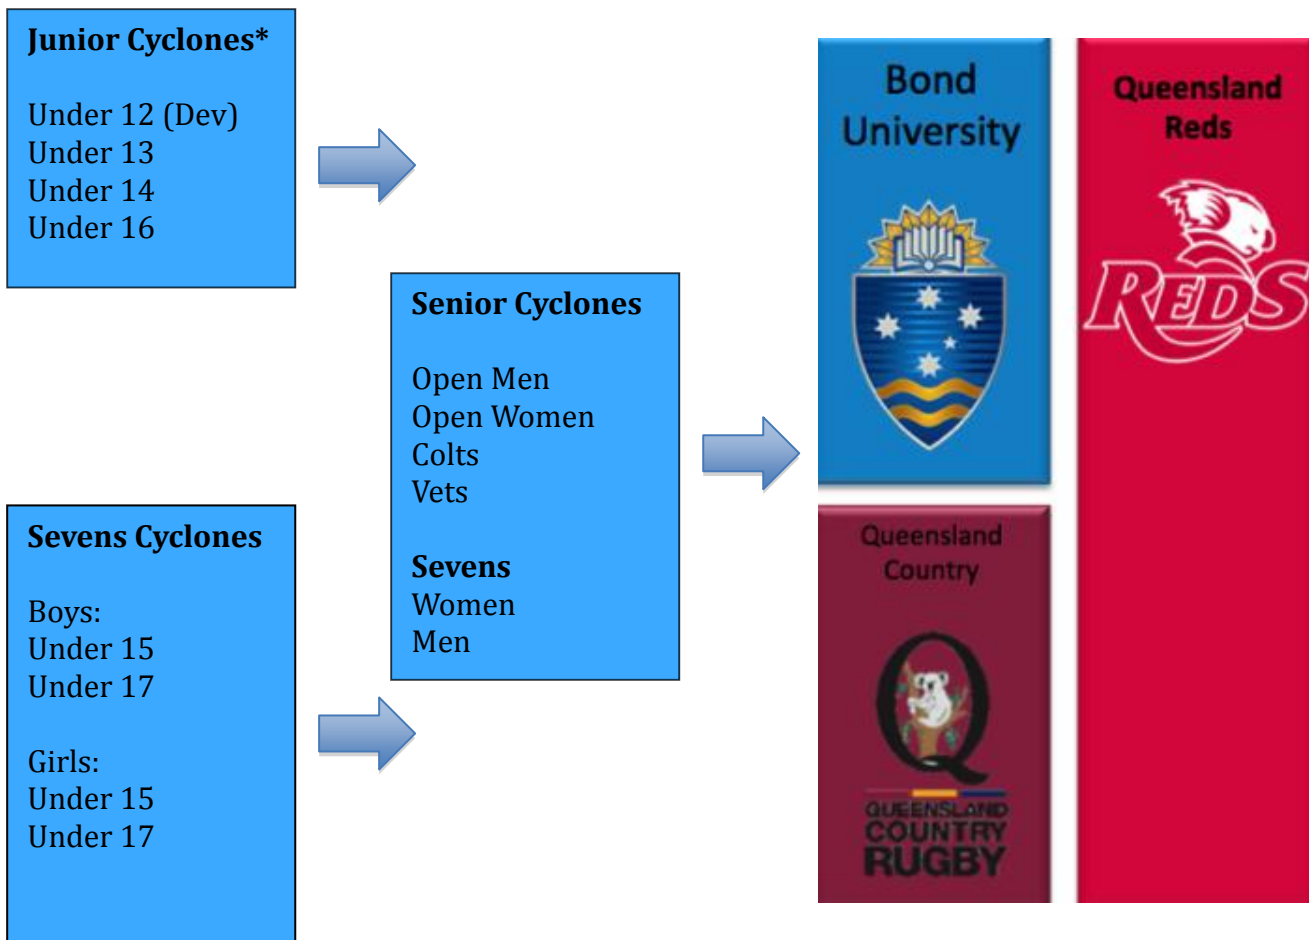 Junior Cyclones*
Under 12 (Dev)
Under 13
Under 14
Under 16
Sevens Cyclones
Boys:
Under 15
Under 17
Girls:
Under 15
Under 17
Senior Cyclones
Open Men
Open Women
Colts
Vets
Sevens
Women
Men
Bond
University
Queensland
Country
Q
QUEENSLAND
COUNTRY
RUGBY
Queensland
Reds
REDS